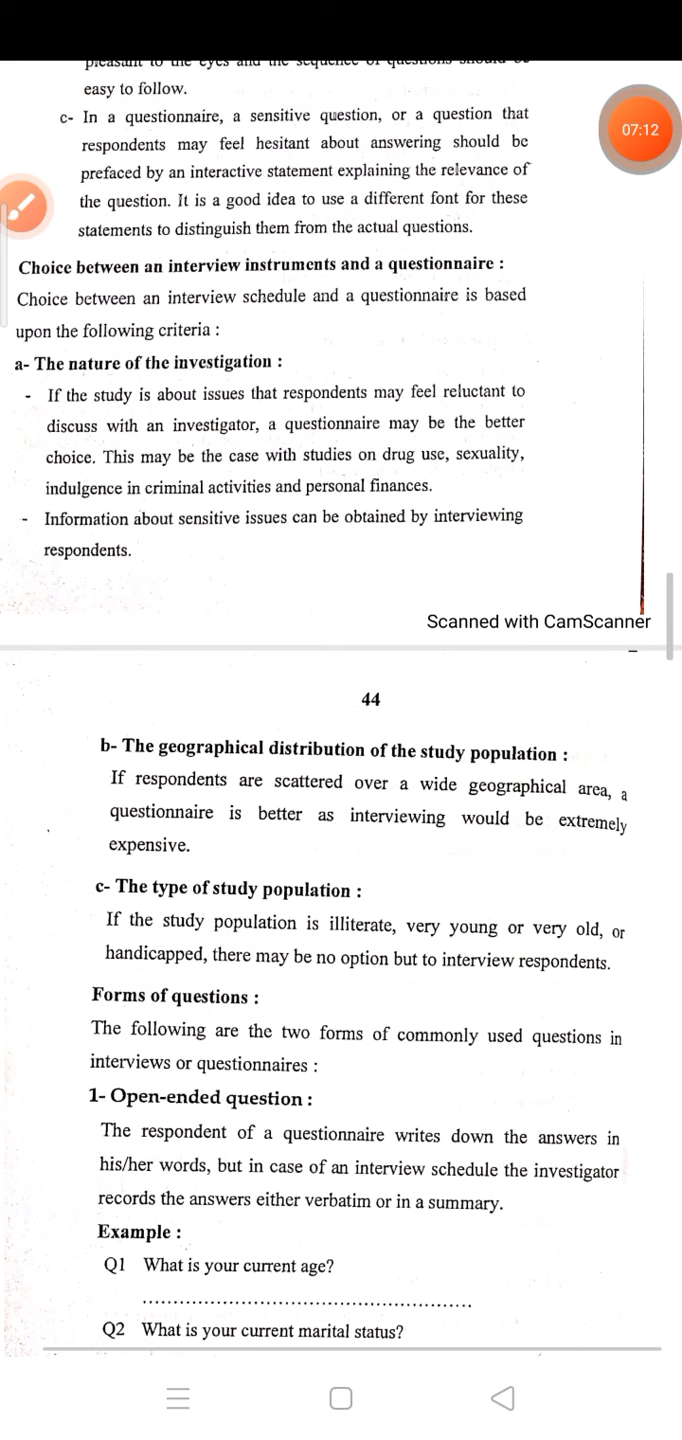 pleasant to the eyes and the sequence of questions should be
easy to follow.
07:12
c- In a questionnaire, a sensitive question, or a question that
respondents may feel hesitant about answering should be
prefaced by an interactive statement explaining the relevance of
the question. It is a good idea to use a different font for these
statements to distinguish them from the actual questions.
Choice between an interview instruments and a questionnaire :
Choice between an interview schedule and a questionnaire is based
upon the following criteria :
a- The nature of the investigation :
- If the study is about issues that respondents may feel reluctant to
discuss with an investigator, a questionnaire may be the better
choice. This may be the case with studies on drug use, sexuality,
indulgence in criminal activities and personal finances.
- Information about sensitive issues can be obtained by interviewing
respondents.
Scanned with CamScanner
44
b- The geographical distribution of the study population :
If respondents are scattered over a wide geographical area, a
questionnaire is better as interviewing would be extremely
expensive.
c- The type of study population :
If the study population is illiterate, very young or very old, or
handicapped, there may be no option but to interview respondents.
Forms of questions :
The following are the two forms of commonly used questions in
interviews or questionnaires :
1- Open-ended question :
The respondent of a questionnaire writes down the answers in
his/her words, but in case of an interview schedule the investigator
records the answers either verbatim or in a summary.
Example :
Q1 What is your current age?
......................................................
Q2 What is your current marital status?